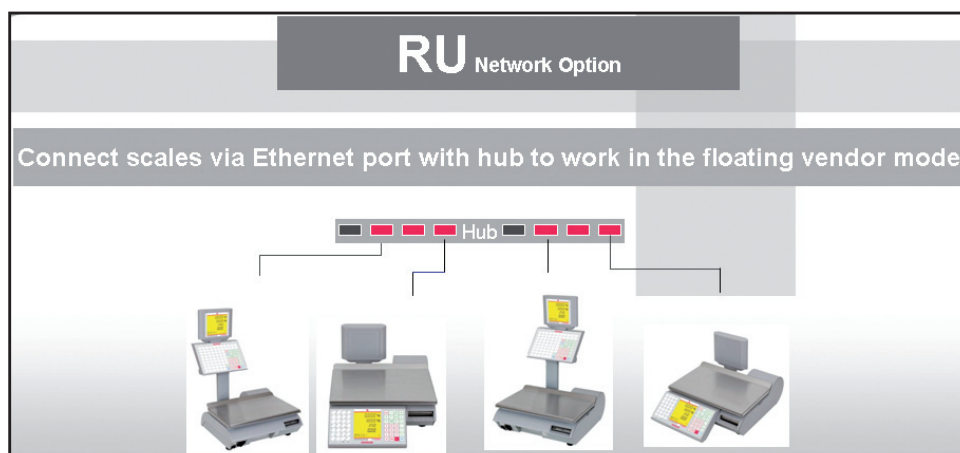 RU Network Option
Connect scales via Ethernet port with hub to work in the floating vendor mode
Hub